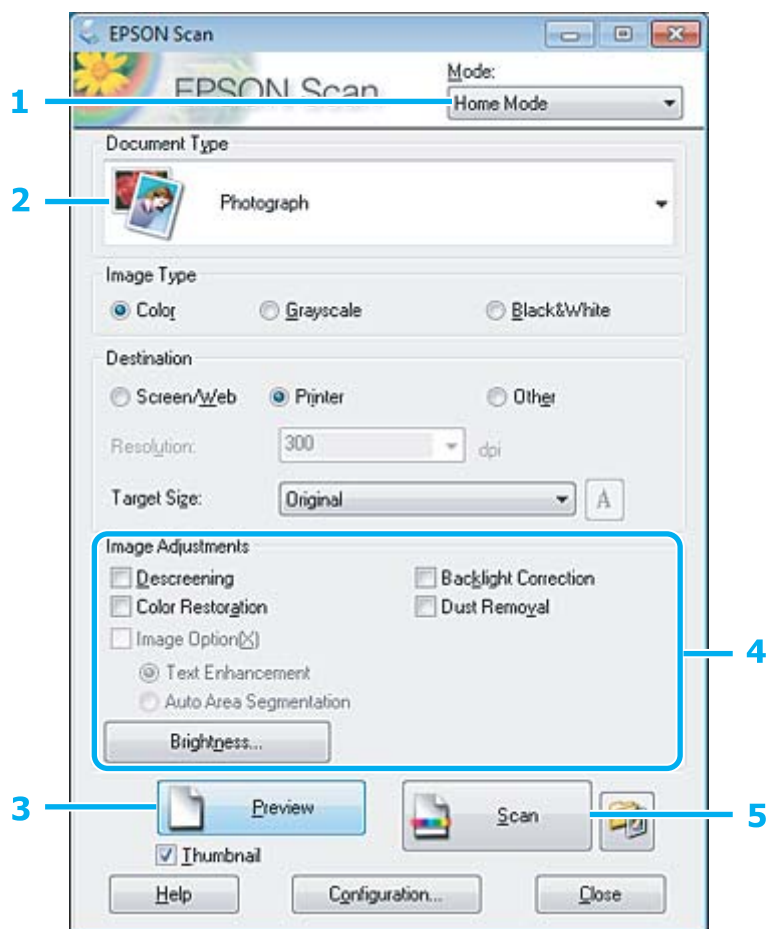 EPSON Scan
EPSON Scan
Mode:
1
Home Mode
Document Type
2
Photograph
Image Type
Color Grayscale Black&White
Destination
Screen/Web Printer Other
Resolution: 300 dpi
Target Size: Original A
Image Adjustments
Descreening Backlight Correction
Color Restoration Dust Removal
Image Option(X)
4
Text Enhancement
Auto Area Segmentation
Brightness...
3 Preview Scan 5
Thumbnail
Help Configuration... Close